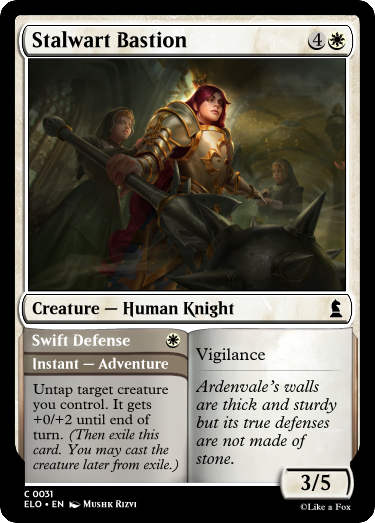 Stalwart Bastion
4
Creature — Human Knight
Swift Defense
Instant — Adventure
Untap target creature
you control. It gets
+0/+2 until end of
turn. (Then exile this
card. You may cast the
creature later from exile.)
Vigilance
Ardenvale's walls
are thick and sturdy
but its true defenses
are not made of
stone.
3/5
C 0031
ELO • EN Mushk Rizvi
©Like a Fox